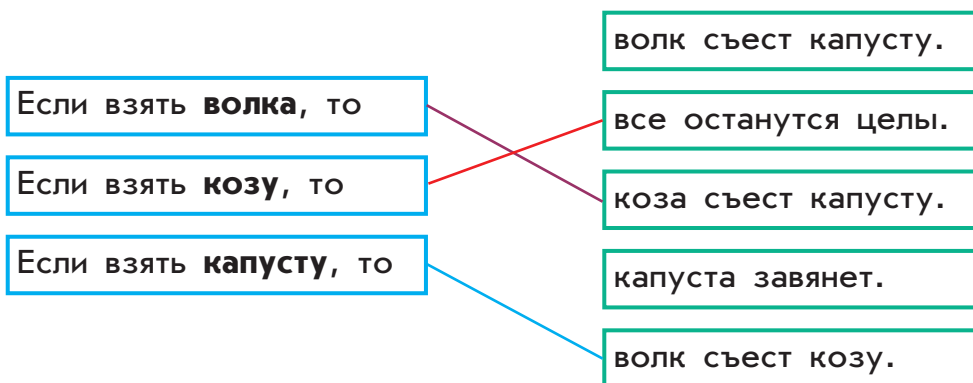 Если взять волка, то
Если взять козу, то
Если взять капусту, то
волк съест капусту.
все останутся целы.
коза съест капусту.
капуста завянет.
волк съест козу.